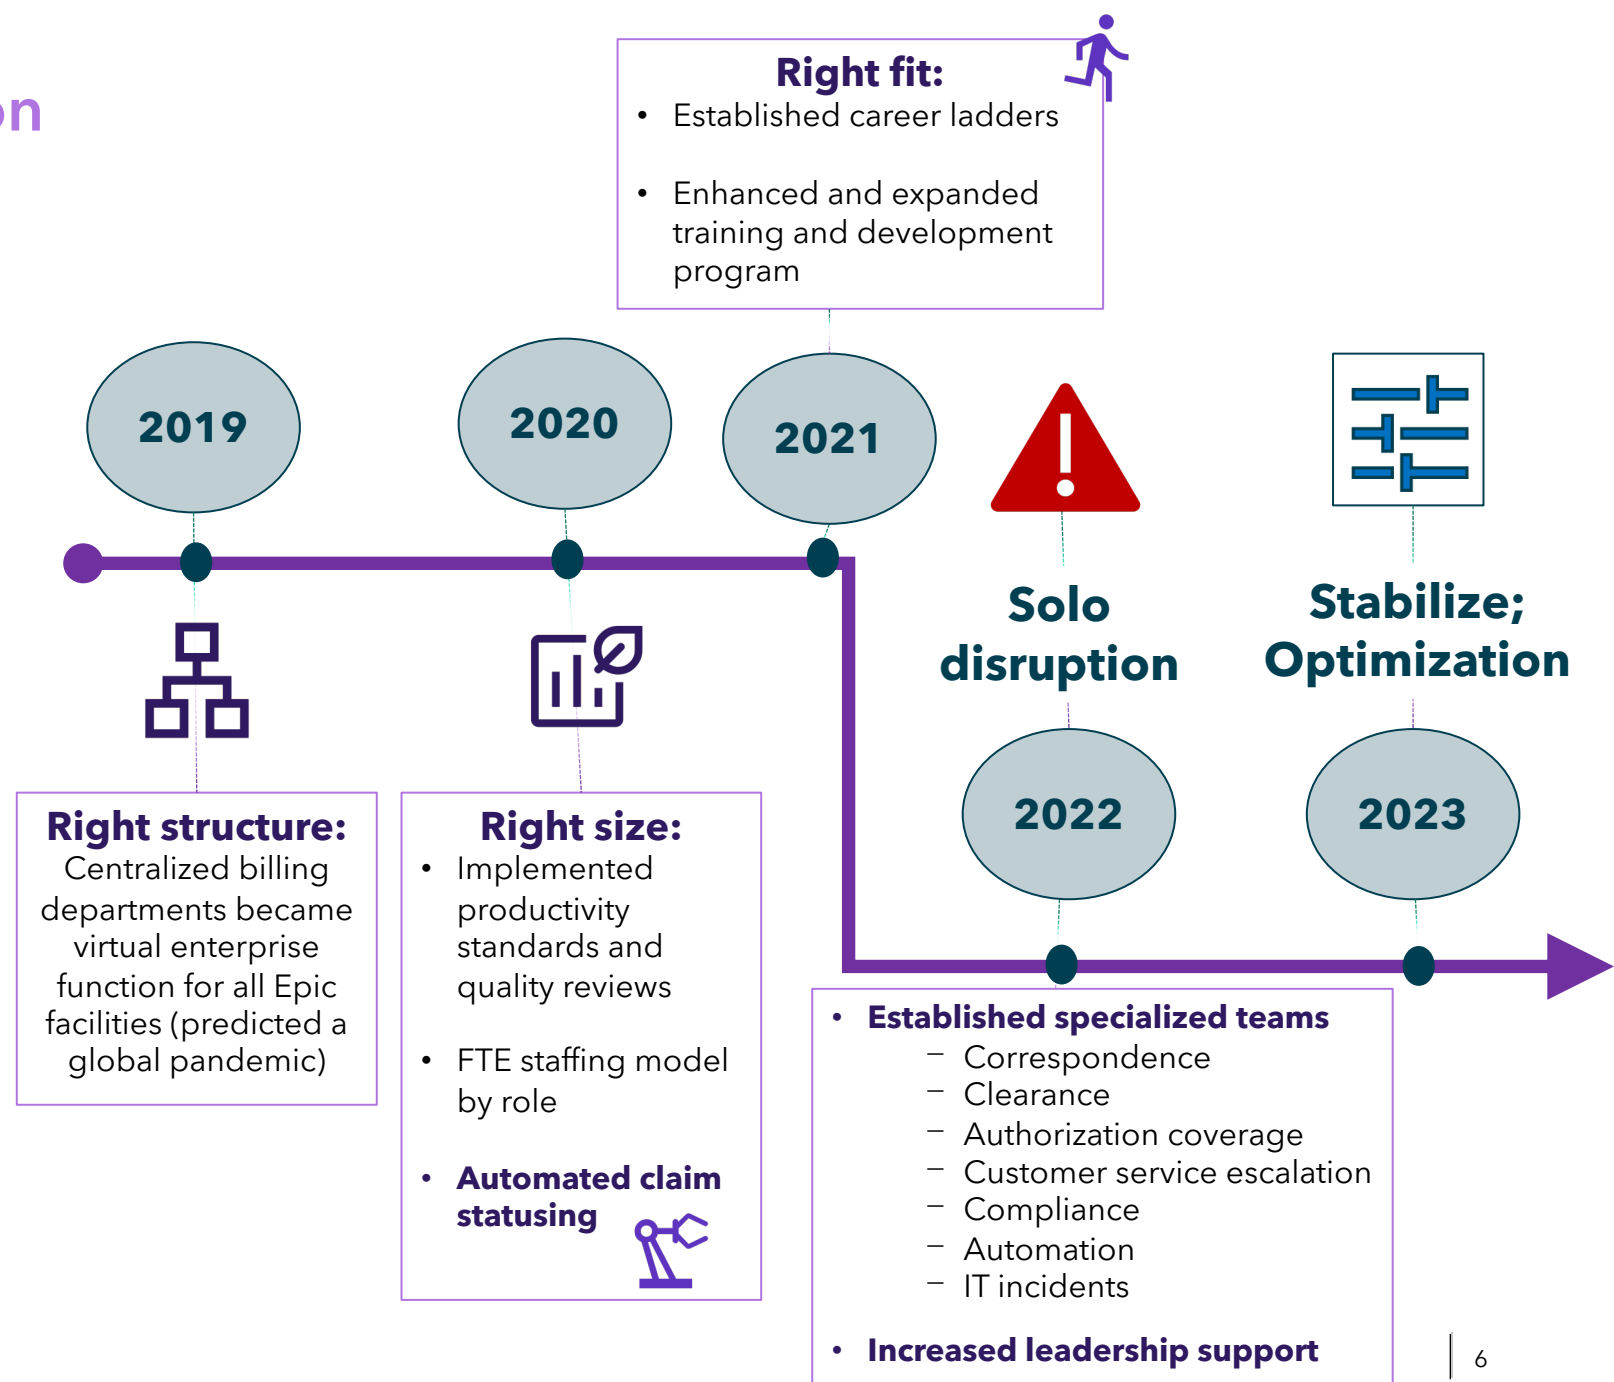 on
Right fit:
• Established career ladders
• Enhanced and expanded
training and development
program
2019
2020
2021
Solo
disruption
Stabilize;
Optimization
2022
2023
Right structure:
Centralized billing
departments became
virtual enterprise
function for all Epic
facilities (predicted a
global pandemic)
Right size:
• Implemented
productivity
standards and
quality reviews
• FTE staffing model
by role
• Automated claim
statusing
• Established specialized teams
– Correspondence
– Clearance
– Authorization coverage
– Customer service escalation
– Compliance
– Automation
– IT incidents
• Increased leadership support
6